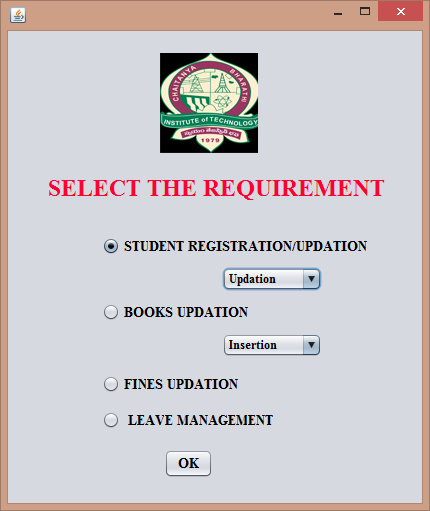 CHAITANYA BHARATHI
INSTITUTE of TECHNOLOGY
1979
SELECT THE REQUIREMENT
STUDENT REGISTRATION/UPDATION
Updation
BOOKS UPDATION
Insertion
FINES UPDATION
LEAVE MANAGEMENT
OK